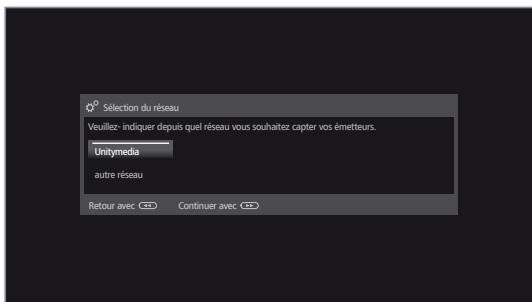 Sélection du réseau
Veuillez- indiquer depuis quel réseau vous souhaitez capter vos émetteurs.
Unitymedia
autre réseau
Retour avec Continuer avec